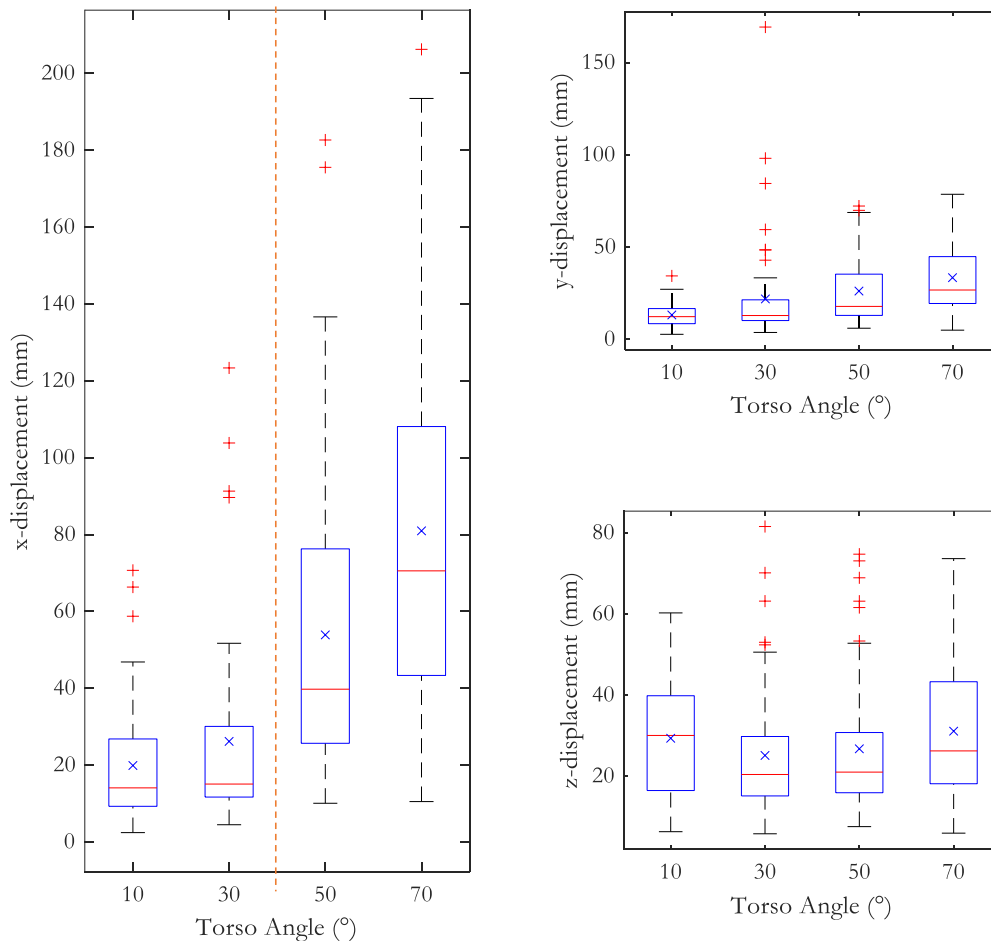 x-displacement (mm)
200
180
160
140
120
100
80
60
40
20
0
10 30 50 70
Torso Angle (°)
y-displacement (mm)
150
100
50
0
10 30 50 70
Torso Angle (°)
z-displacement (mm)
80
60
40
20
10 30 50 70
Torso Angle (°)